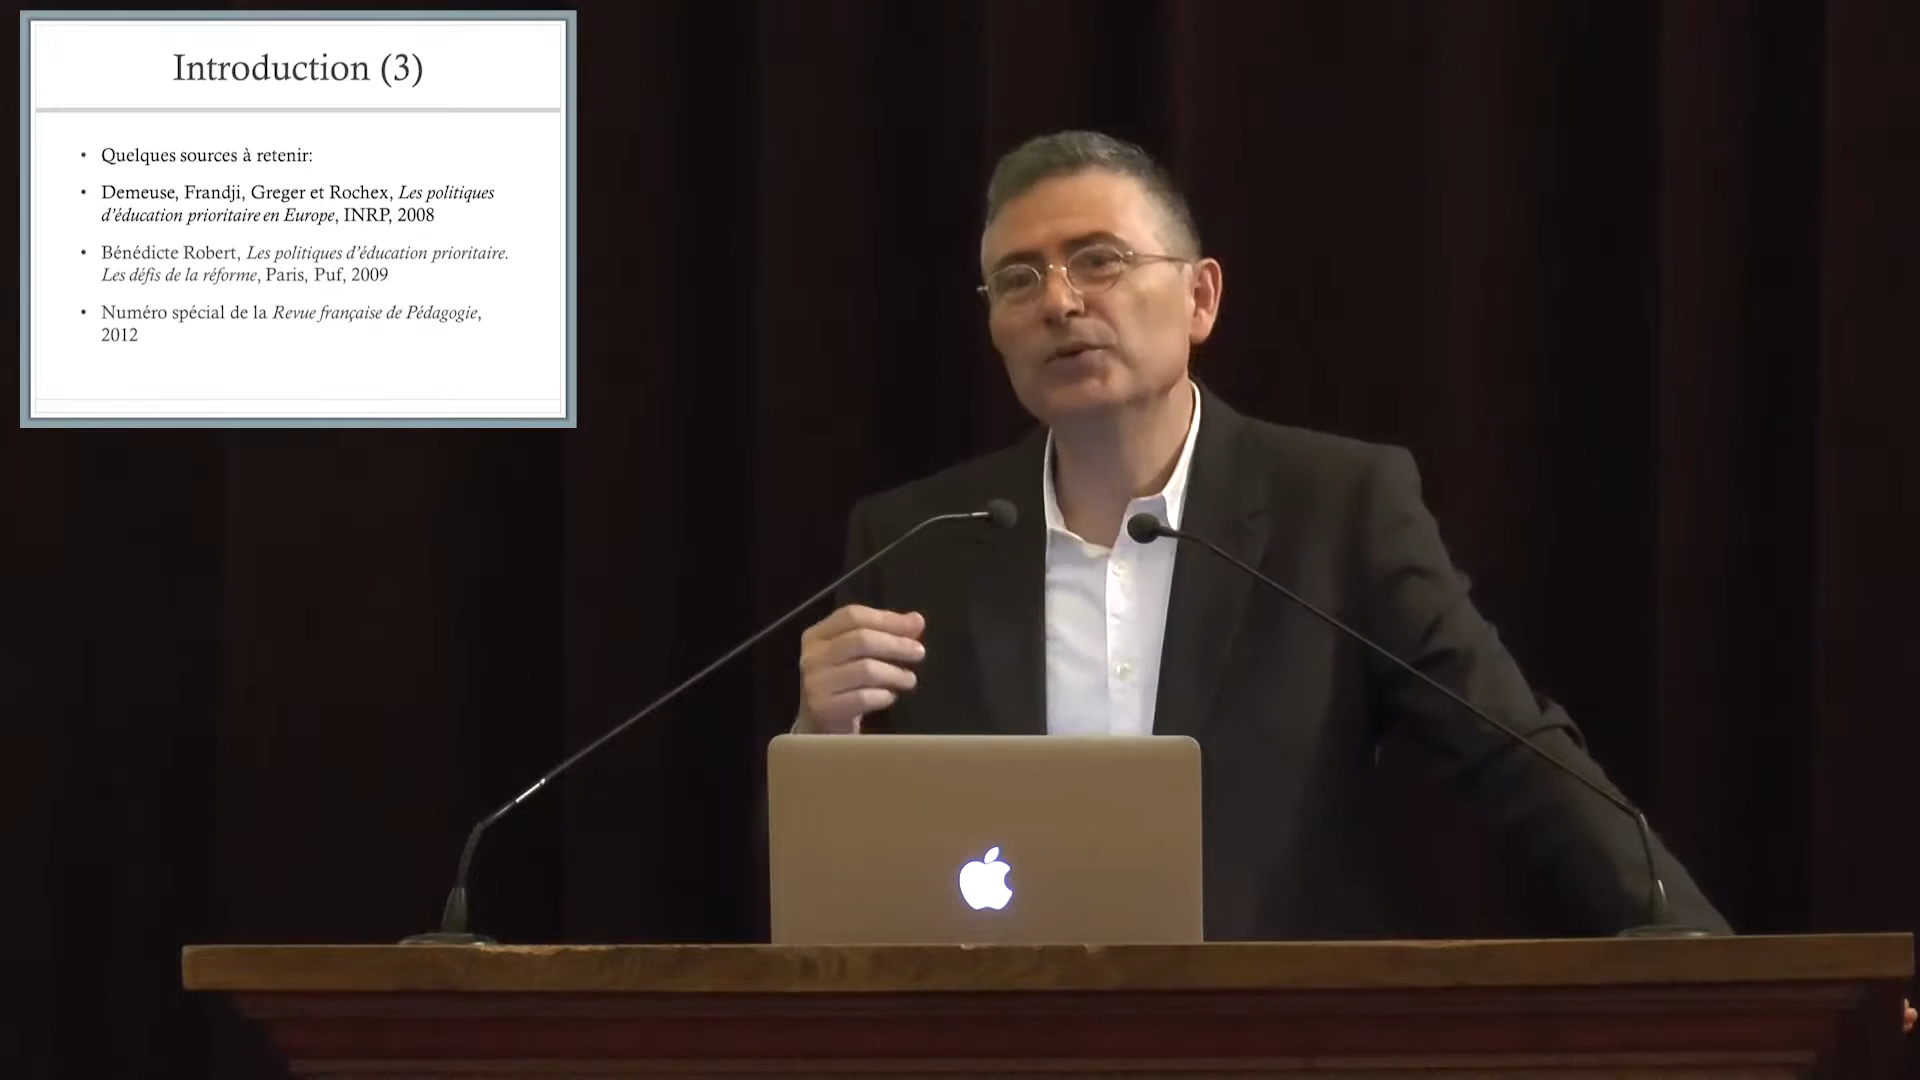 Introduction (3)
• Quelques sources à retenir:
• Demeuse, Frandji, Greger et Rochex, Les politiques
d'éducation prioritaire en Europe, INRP, 2008
• Bénédicte Robert, Les politiques d'éducation prioritaire.
Les défis de la réforme, Paris, Puf, 2009
• Numéro spécial de la Revue française de Pédagogie,
2012